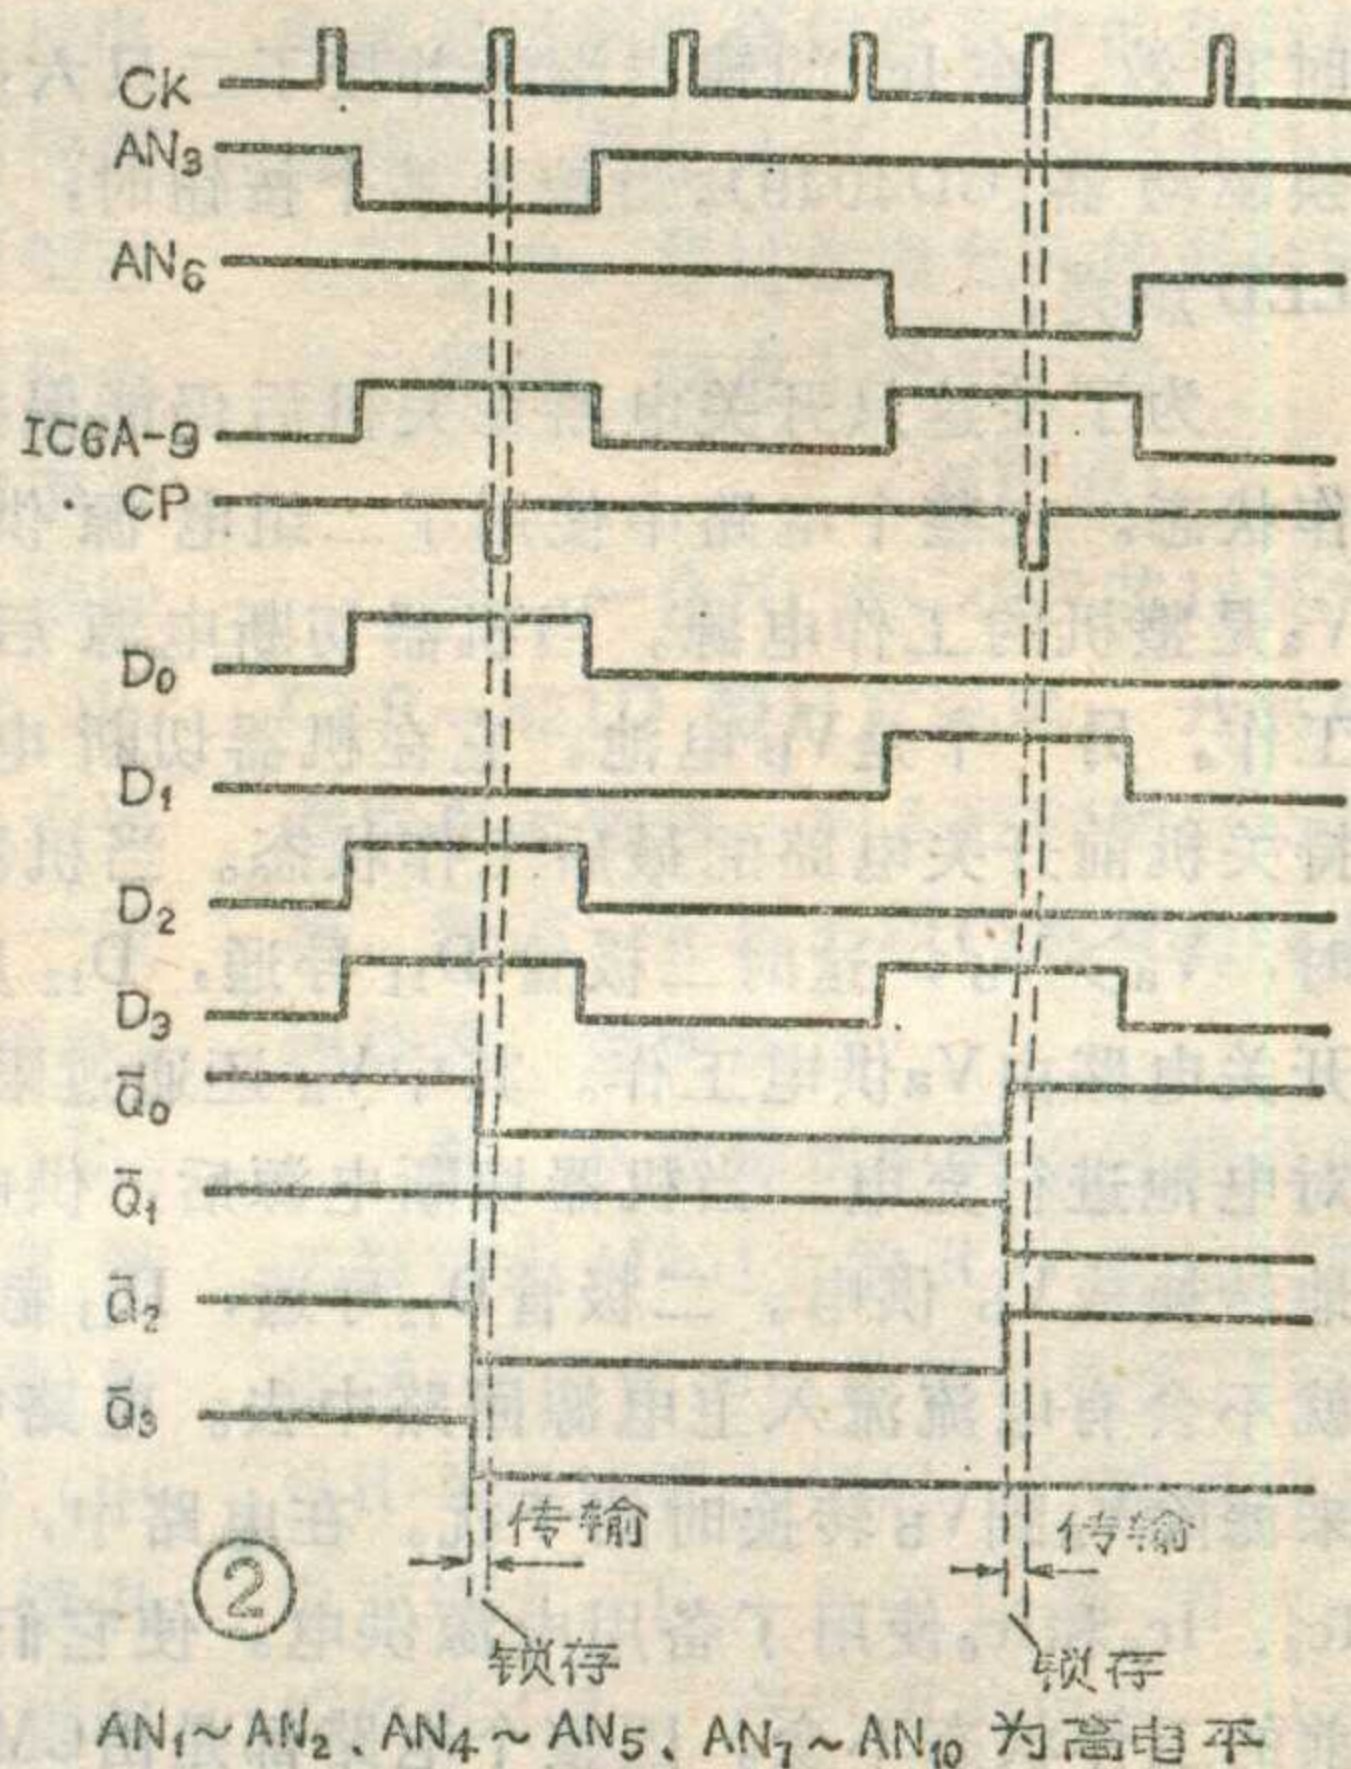 Ck
AN₃
AN₆
IC6A-9
CP
D₀
D₁
D₂
D₃
Q̄₀
Q̄₁
Q̄₂
Q̄₃
传输 传输
②
锁存 锁存
AN₁~AN₂、AN₄~AN₅、AN₇~AN₁₀ 为高电平